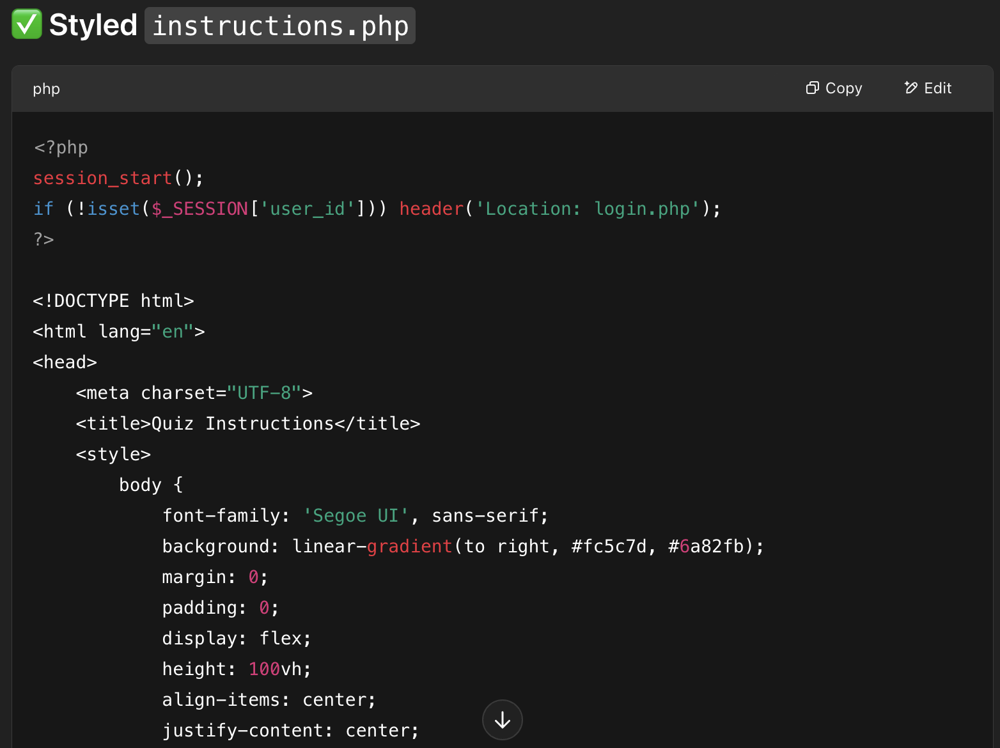 ✅ Styled instructions.php
php
Copy
Edit
<?php
session_start();
if (!isset($_SESSION['user_id'])) header('Location: login.php');
?>
<!DOCTYPE html>
<html lang="en">
<head>
    <meta charset="UTF-8">
    <title>Quiz Instructions</title>
    <style>
        body {
            font-family: 'Segoe UI', sans-serif;
            background: linear-gradient(to right, #fc5c7d, #6a82fb);
            margin: 0;
            padding: 0;
            display: flex;
            height: 100vh;
            align-items: center;
            justify-content: center;